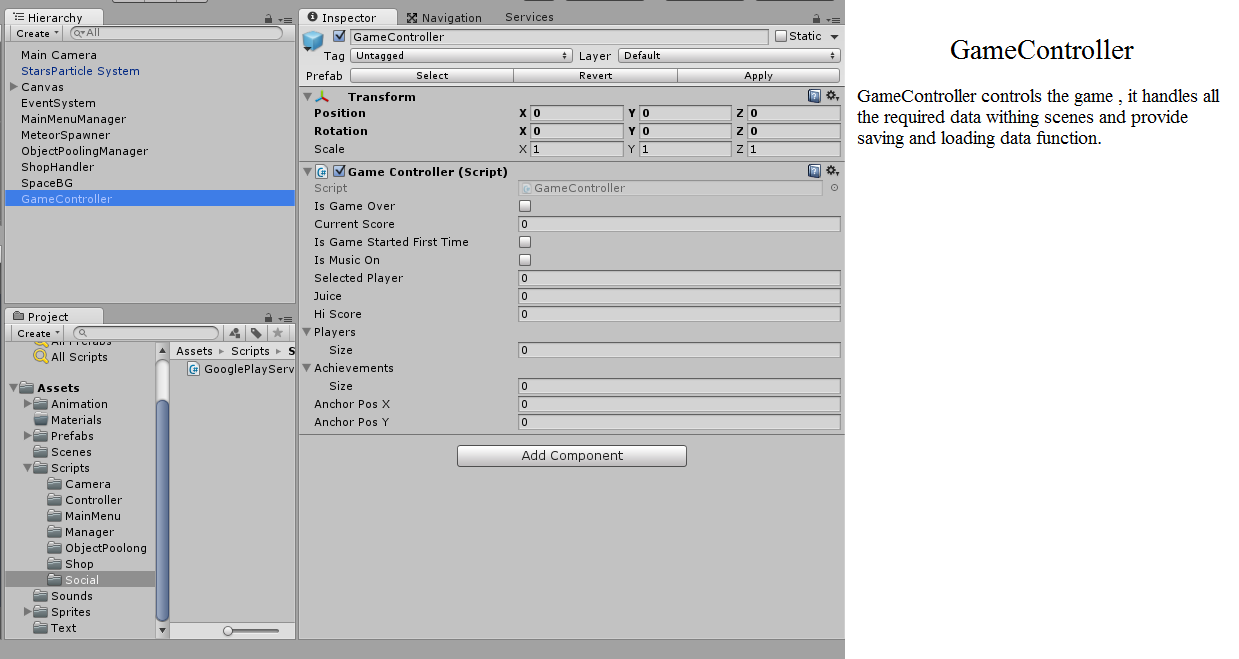 Hierarchy
Create
All
Main Camera
StarsParticle System
Canvas
EventSystem
MainMenuManager
MeteorSpawner
ObjectPoolingManager
ShopHandler
SpaceBG
GameController
Project
Create
All Scripts
Assets
Animation
Materials
Prefabs
Scenes
Scripts
Camera
Controller
MainMenu
Manager
ObjectPoolong
Shop
Social
Sounds
Sprites
Text
Assets Scripts S
GooglePlayServ
Inspector Navigation Services
GameController Static
Tag Untagged Layer Default
Prefab Select Revert Apply
Transform
Position X 0 Y 0 Z 0
Rotation X 0 Y 0 Z 0
Scale X 1 Y 1 Z 1
Game Controller (Script)
Script GameController
Is Game Over
Current Score 0
Is Game Started First Time
Is Music On
Selected Player 0
Juice 0
Hi Score 0
Players
Size 0
Achievements
Size 0
Anchor Pos X 0
Anchor Pos Y 0
Add Component
GameController
GameController controls the game , it handles all
the required data withing scenes and provide
saving and loading data function.